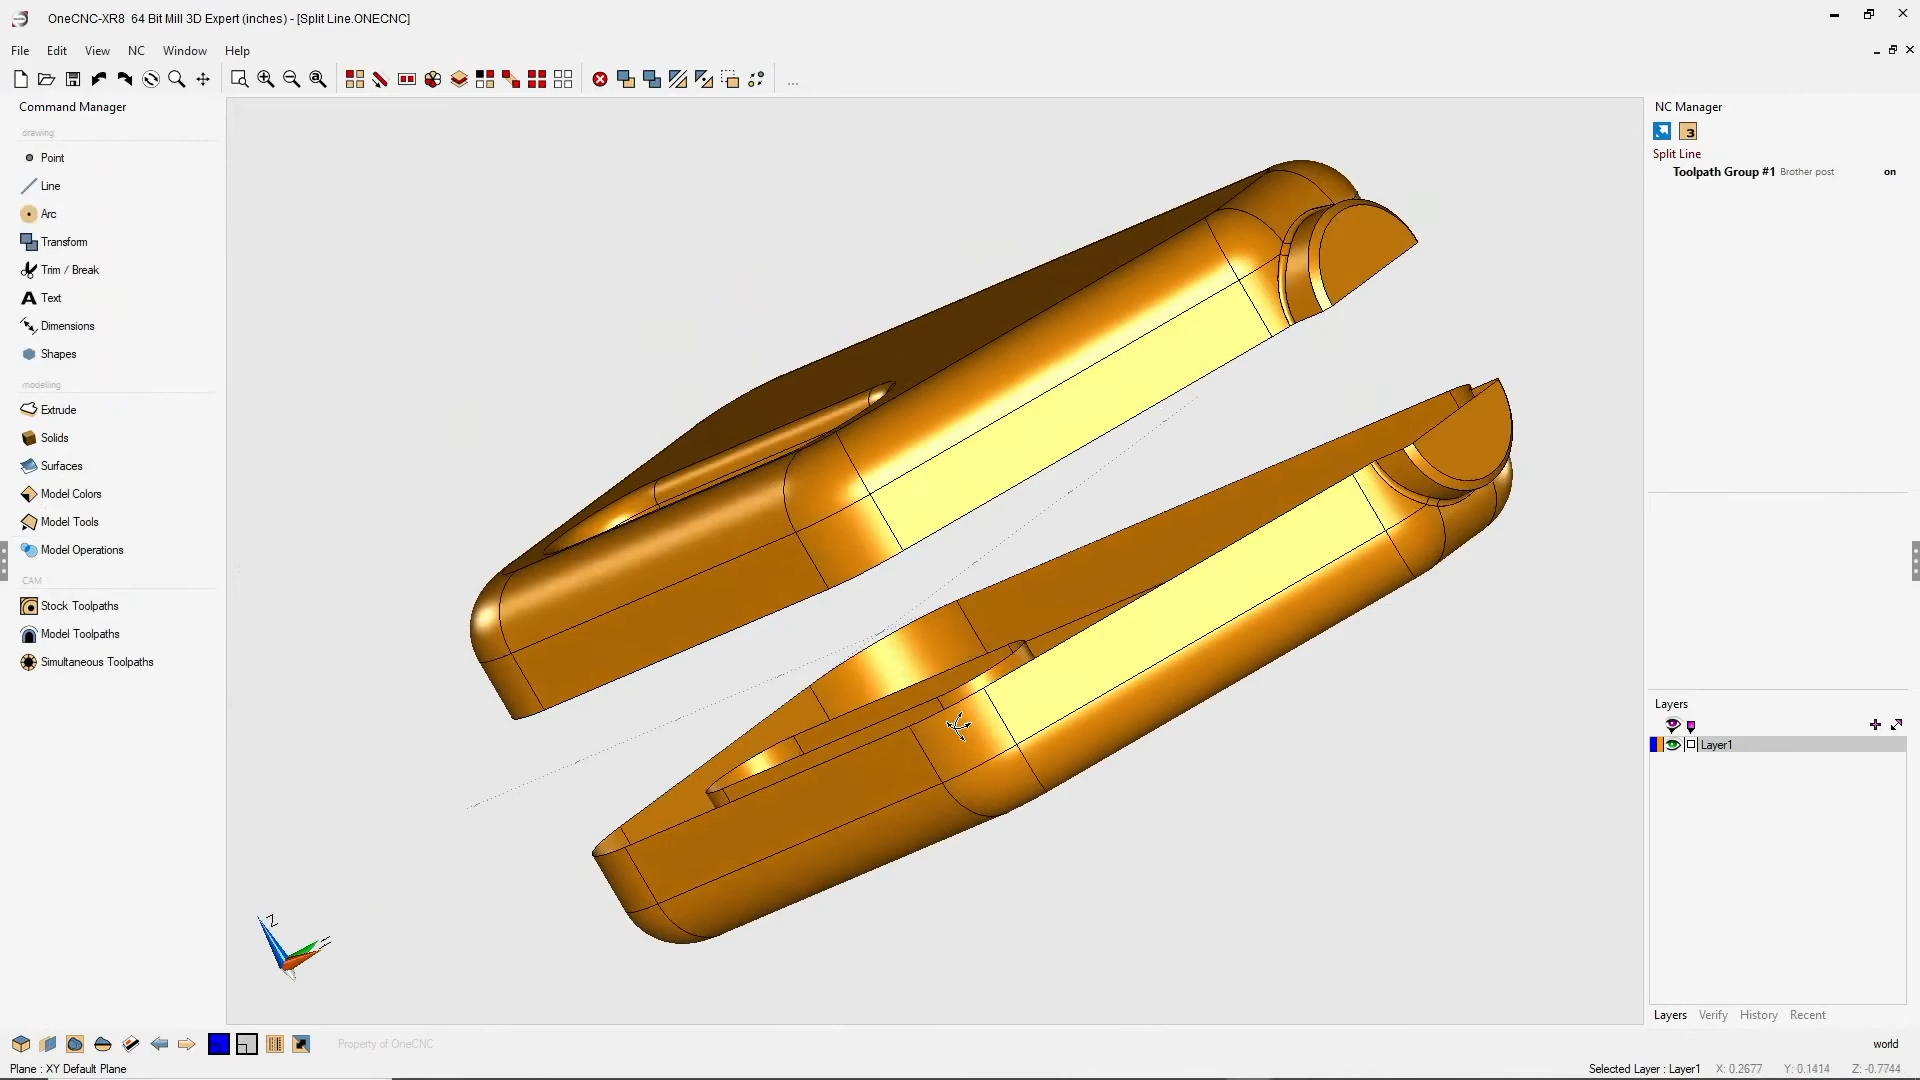 OneCNC-XR8 64 Bit Mill 3D Expert (inches) - [Split Line.ONECNC]
File Edit View NC Window Help
...
Command Manager
drawing
Point
Line
Arc
Transform
Trim / Break
Text
Dimensions
Shapes
modelling
Extrude
Solids
Surfaces
Model Colors
Model Tools
Model Operations
CAM
Stock Toolpaths
Model Toolpaths
Simultaneous Toolpaths
Z
NC Manager
3
Split Line
Toolpath Group #1 Brother post on
Layers
Layer1
Layers Verify History Recent
Property of OneCNC
world
Plane : XY Default Plane
Selected Layer : Layer1 X: 0.2677 Y: 0.1414 Z: -0.7744